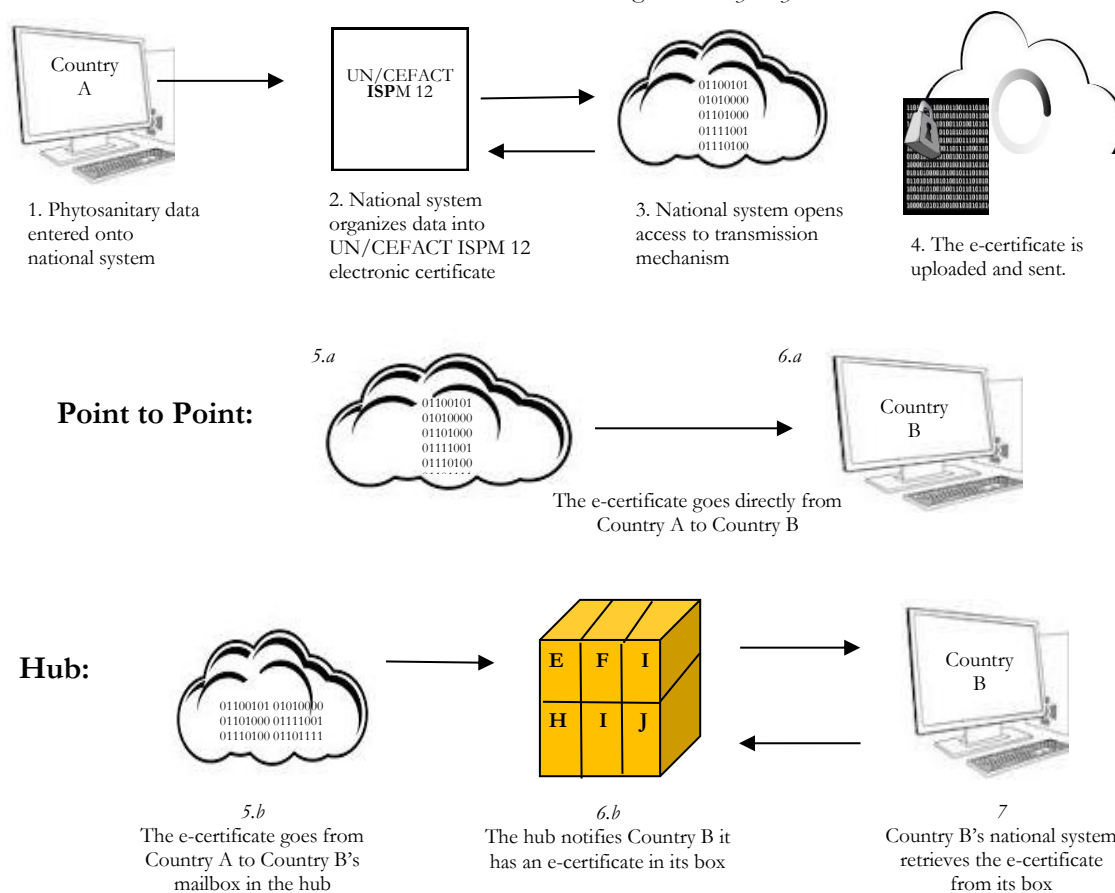 Country
A
UN/CEFACT
ISPM 12
01100101
01010000
01101000
01111001
01110100
1. Phytosanitary data
entered onto
national system
2. National system
organizes data into
UN/CEFACT ISPM 12
electronic certificate
3. National system opens
access to transmission
mechanism
4. The e-certificate is
uploaded and sent.
Point to Point:
5.a
01100101
01010000
01101000
01111001
01110100
6.a
Country
B
The e-certificate goes directly from
Country A to Country B
Hub:
01100101 01010000
01101000 01111001
01110100 01101111
E F I
H I J
Country
B
5.b
The e-certificate goes from
Country A to Country B's
mailbox in the hub
6.b
The hub notifies Country B it
has an e-certificate in its box
7
Country B's national system
retrieves the e-certificate
from its box